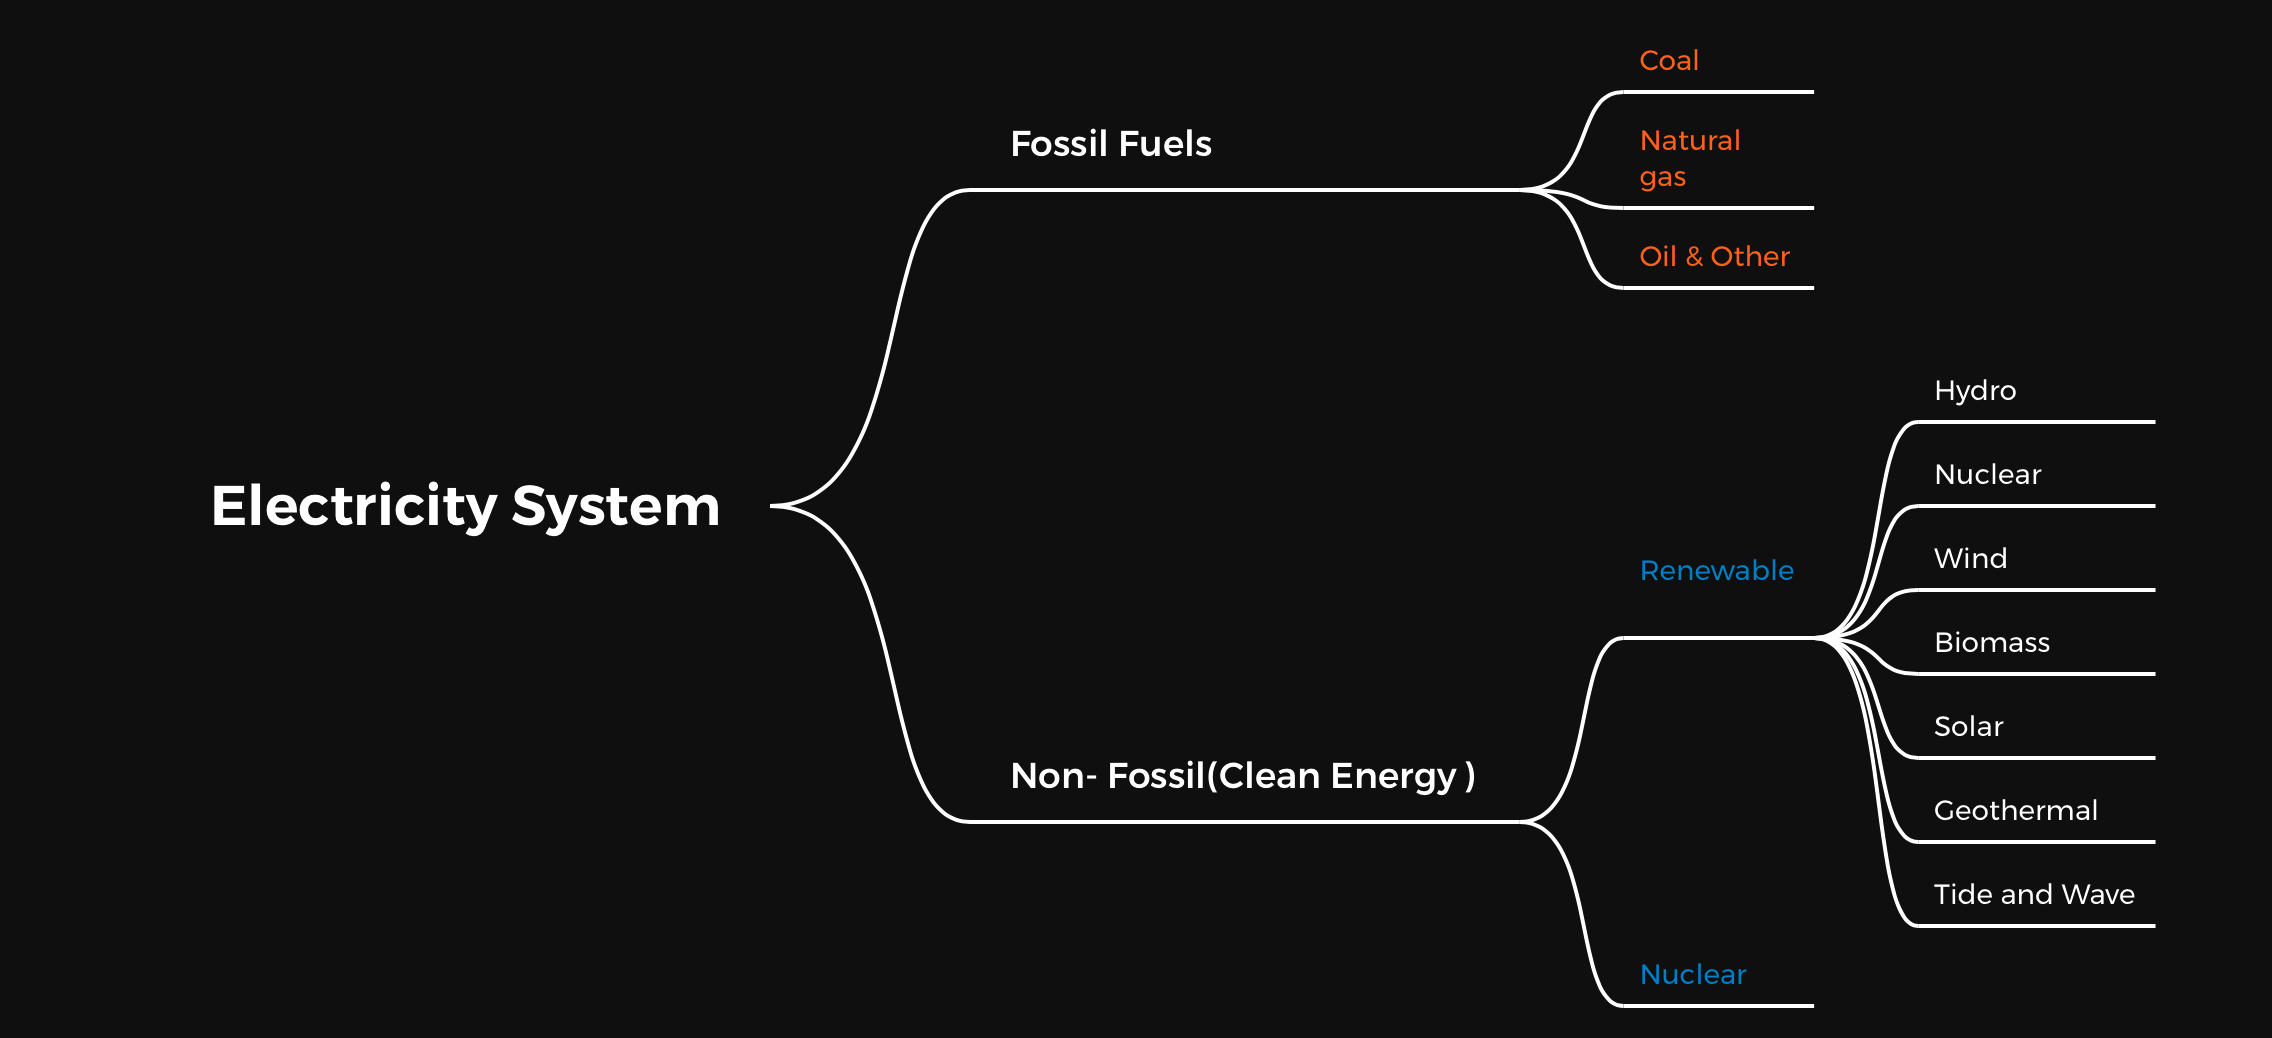 Coal
Fossil Fuels
Natural
gas
Oil & Other
Hydro
Nuclear
Electricity System
Wind
Renewable
Biomass
Solar
Non- Fossil(Clean Energy )
Geothermal
Tide and Wave
Nuclear